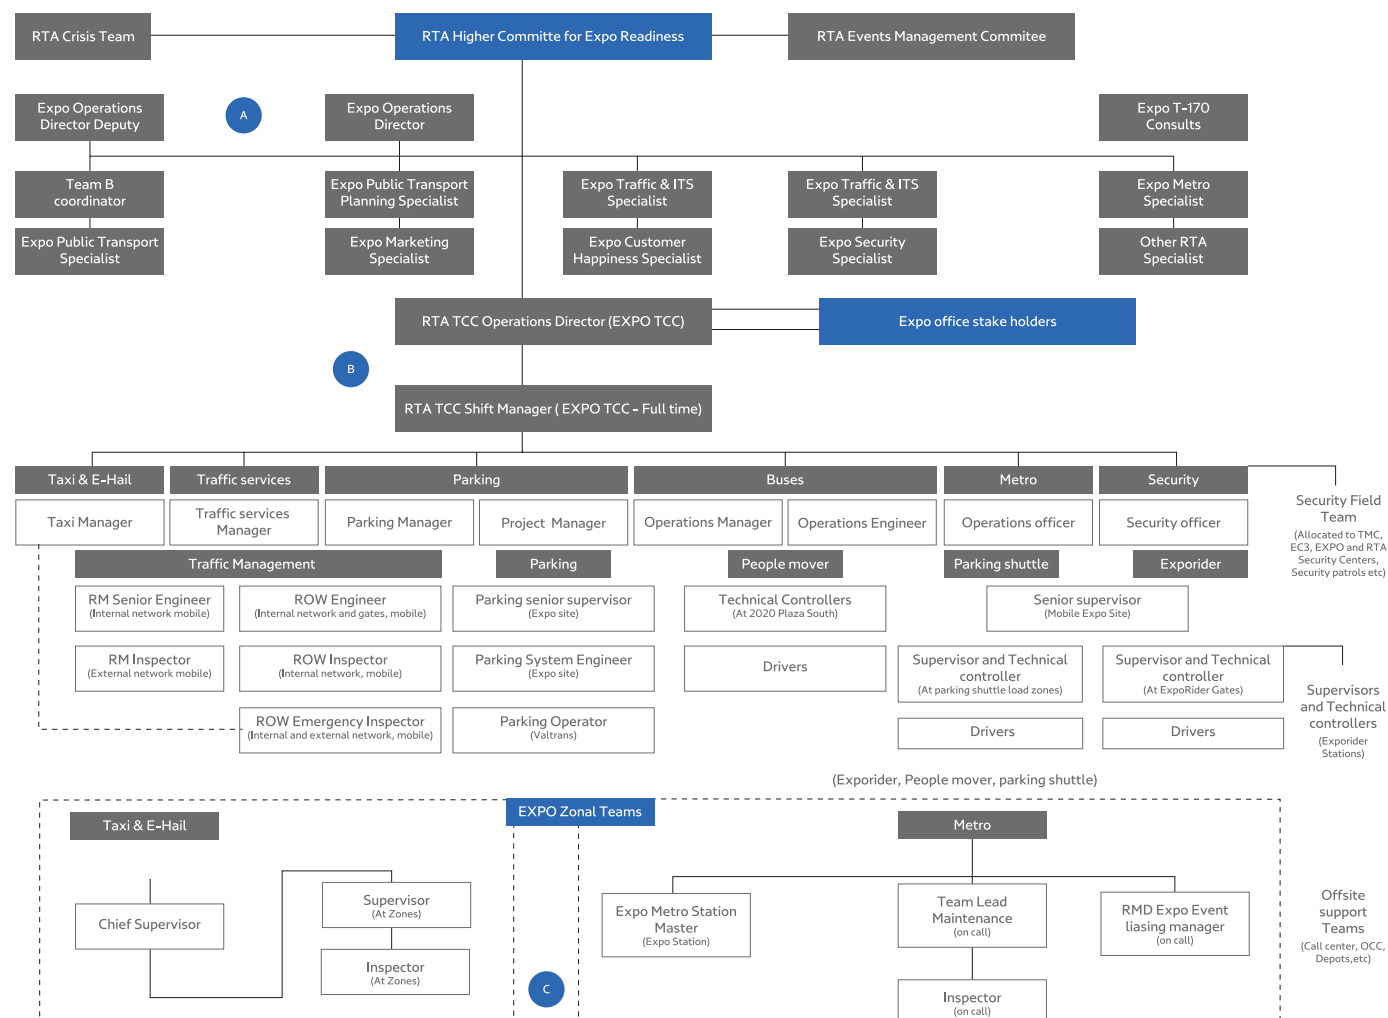 RTA Crisis Team
RTA Higher Committe for Expo Readiness
RTA Events Management Commitee
Expo Operations
Director Deputy
A
Expo Operations
Director
Expo T-170
Consults
Team B
coordinator
Expo Public Transport
Planning Specialist
Expo Traffic & ITS
Specialist
Expo Traffic & ITS
Specialist
Expo Metro
Specialist
Expo Public Transport
Specialist
Expo Marketing
Specialist
Expo Customer
Happiness Specialist
Expo Security
Specialist
Other RTA
Specialist
RTA TCC Operations Director (EXPO TCC)
Expo office stake holders
B
RTA TCC Shift Manager ( EXPO TCC - Full time)
Taxi & E-Hail
Traffic services
Parking
Buses
Metro
Security
Taxi Manager
Traffic services
Manager
Parking Manager
Project Manager
Operations Manager
Operations Engineer
Operations officer
Security officer
Security Field
Team
(Allocated to TMC,
EC3, EXPO and RTA
Security Centers,
Security patrols etc)
Traffic Management
Parking
People mover
Parking shuttle
Exporider
RM Senior Engineer
(Internal network mobile)
ROW Engineer
(Internal network and gates, mobile)
Parking senior supervisor
(Expo site)
Technical Controllers
(At 2020 Plaza South)
Senior supervisor
(Mobile Expo Site)
RM Inspector
(External network mobile)
ROW Inspector
(Internal network, mobile)
Parking System Engineer
(Expo site)
Drivers
Supervisor and Technical
controller
(At parking shuttle load zones)
Supervisor and Technical
controller
(At ExpoRider Gates)
Supervisors
and Technical
controllers
(Exporider
Stations)
ROW Emergency Inspector
(Internal and external network, mobile)
Parking Operator
(Valtrans)
Drivers
Drivers
(Exporider, People mover, parking shuttle)
EXPO Zonal Teams
Taxi & E-Hail
Metro
Chief Supervisor
Supervisor
(At Zones)
Inspector
(At Zones)
C
Expo Metro Station
Master
(Expo Station)
Team Lead
Maintenance
(on call)
RMD Expo Event
liasing manager
(on call)
Inspector
(on call)
Offsite
support
Teams
(Call center, OCC,
Depots,etc)